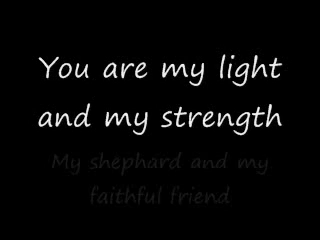 You are my light
and my strength
My shephard and my
faithful friend